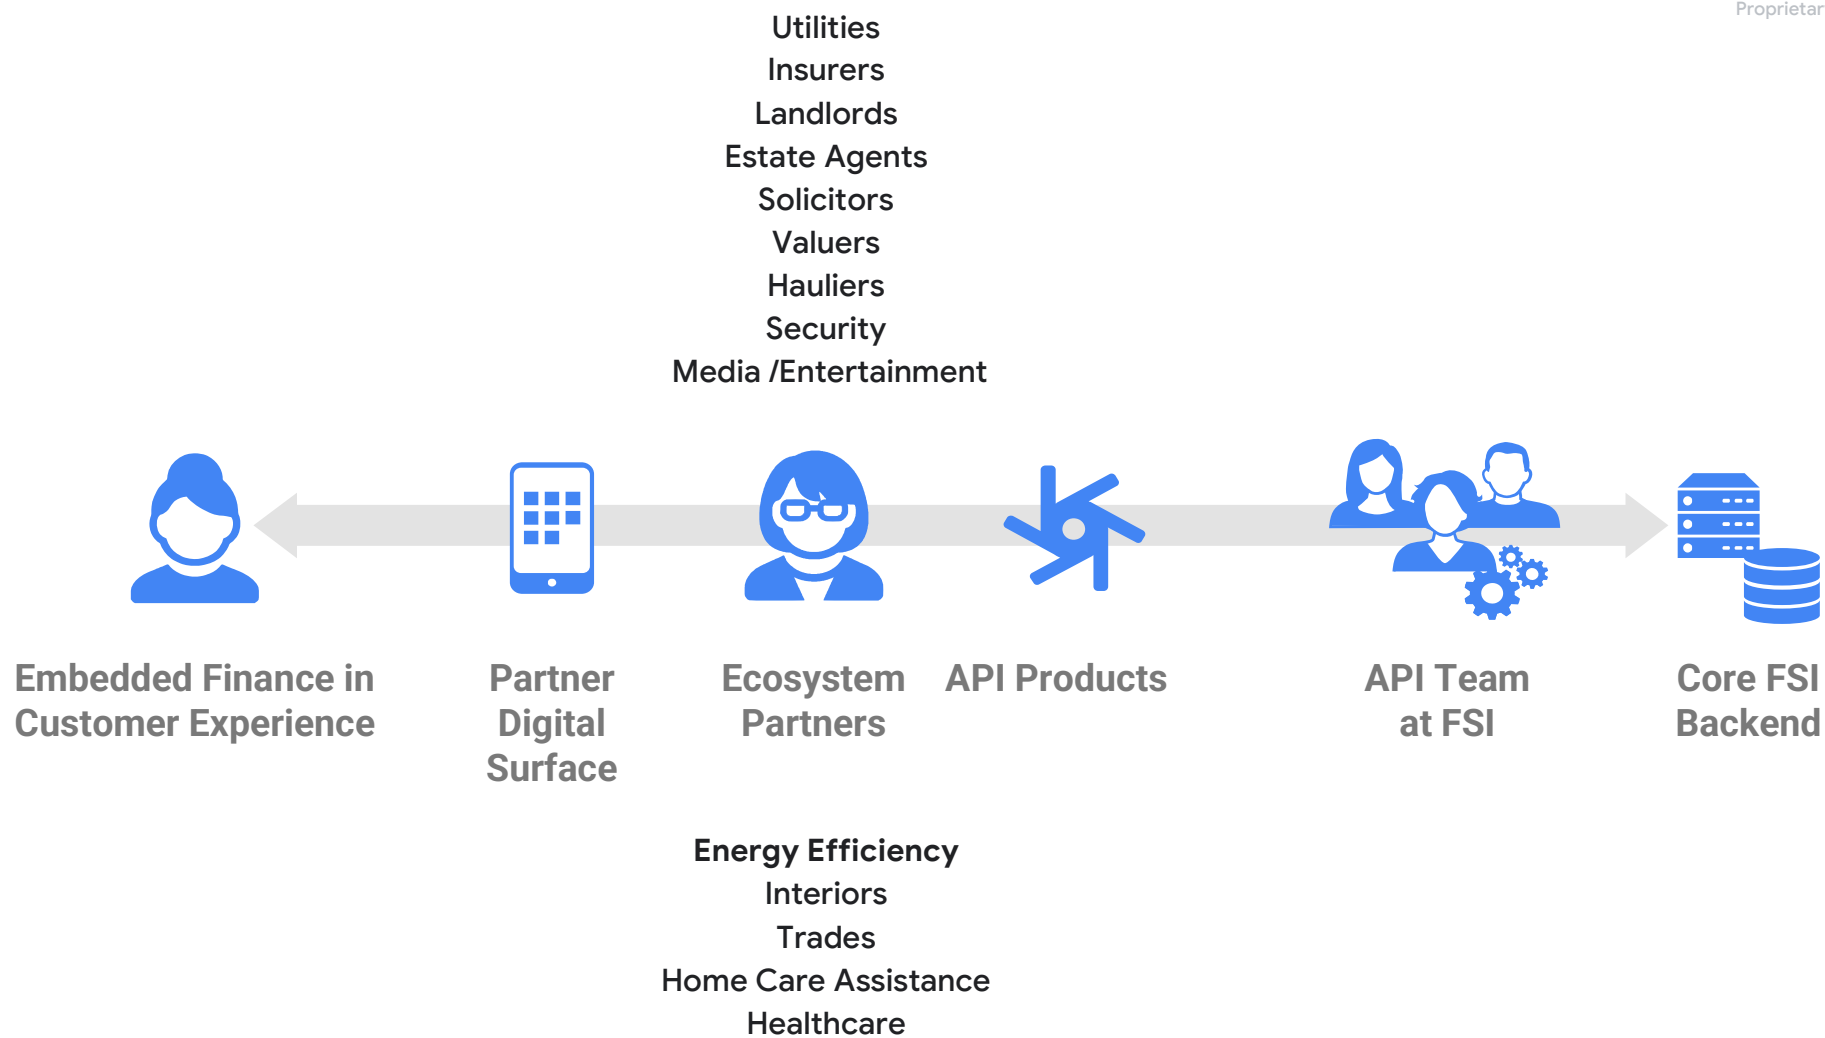 Proprietar
Utilities
Insurers
Landlords
Estate Agents
Solicitors
Valuers
Hauliers
Security
Media /Entertainment
Embedded Finance in
Customer Experience
Partner
Digital
Surface
Ecosystem
Partners
API Products
API Team
at FSI
Core FSI
Backend
Energy Efficiency
Interiors
Trades
Home Care Assistance
Healthcare